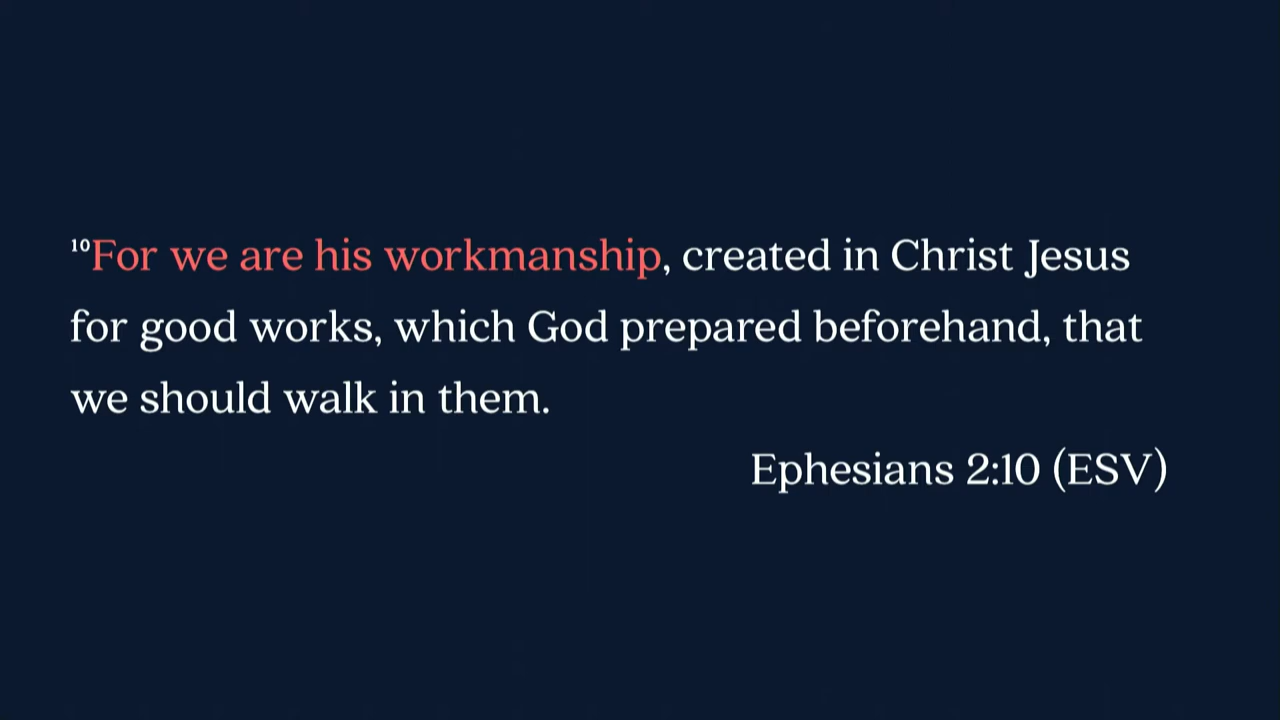 ¹⁰For we are his workmanship, created in Christ Jesus
for good works, which God prepared beforehand, that
we should walk in them.
Ephesians 2:10 (ESV)